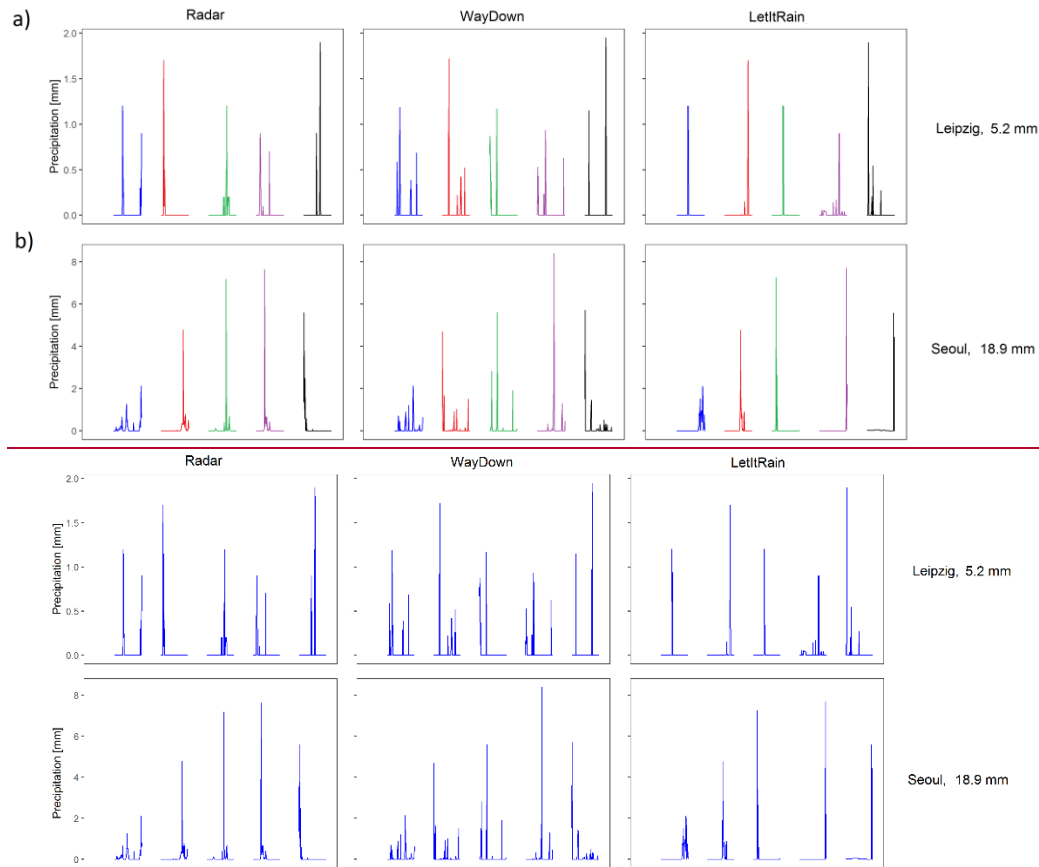 a)
Radar WayDown LetItRain
Precipitation [mm]
2.0
1.5
1.0
0.5
0.0
Leipzig, 5.2 mm
b)
Precipitation [mm]
8
6
4
2
0
Seoul, 18.9 mm
Radar WayDown LetItRain
Precipitation [mm]
2.0
1.5
1.0
0.5
0.0
Leipzig, 5.2 mm
Precipitation [mm]
8
6
4
2
0
Seoul, 18.9 mm